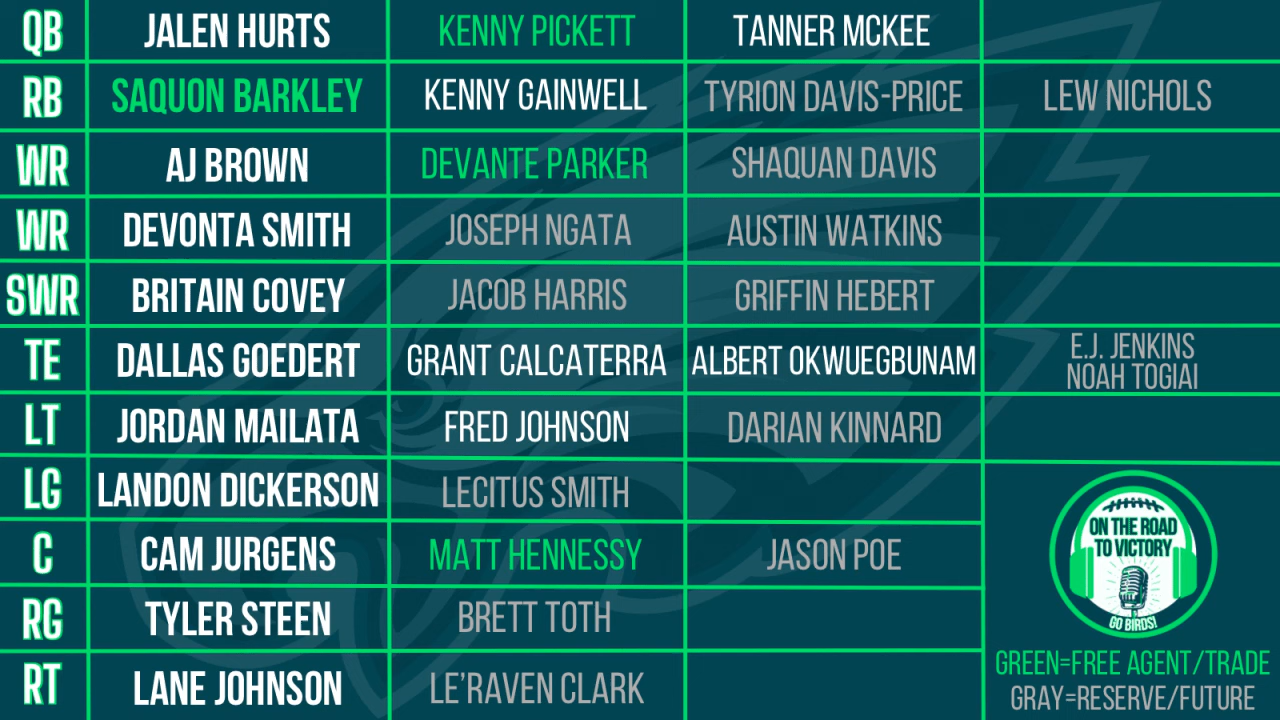 QB JALEN HURTS KENNY PICKETT TANNER MCKEE
RB SAQUON BARKLEY KENNY GAINWELL TYRION DAVIS-PRICE LEW NICHOLS
WR AJ BROWN DEVANTE PARKER SHAQUAN DAVIS
WR DEVONTA SMITH JOSEPH NGATA AUSTIN WATKINS
SWR BRITAIN COVEY JACOB HARRIS GRIFFIN HEBERT
TE DALLAS GOEDERT GRANT CALCATERRA ALBERT OKWUEGBUNAM E.J. JENKINS
NOAH TOGIAI
LT JORDAN MAILATA FRED JOHNSON DARIAN KINNARD
LG LANDON DICKERSON LECITUS SMITH
C CAM JURGENS MATT HENNESSY JASON POE
RG TYLER STEEN BRETT TOTH
RT LANE JOHNSON LE'RAVEN CLARK
ON THE ROAD
TO VICTORY
GO BIRDS!
GREEN=FREE AGENT/TRADE
GRAY=RESERVE/FUTURE